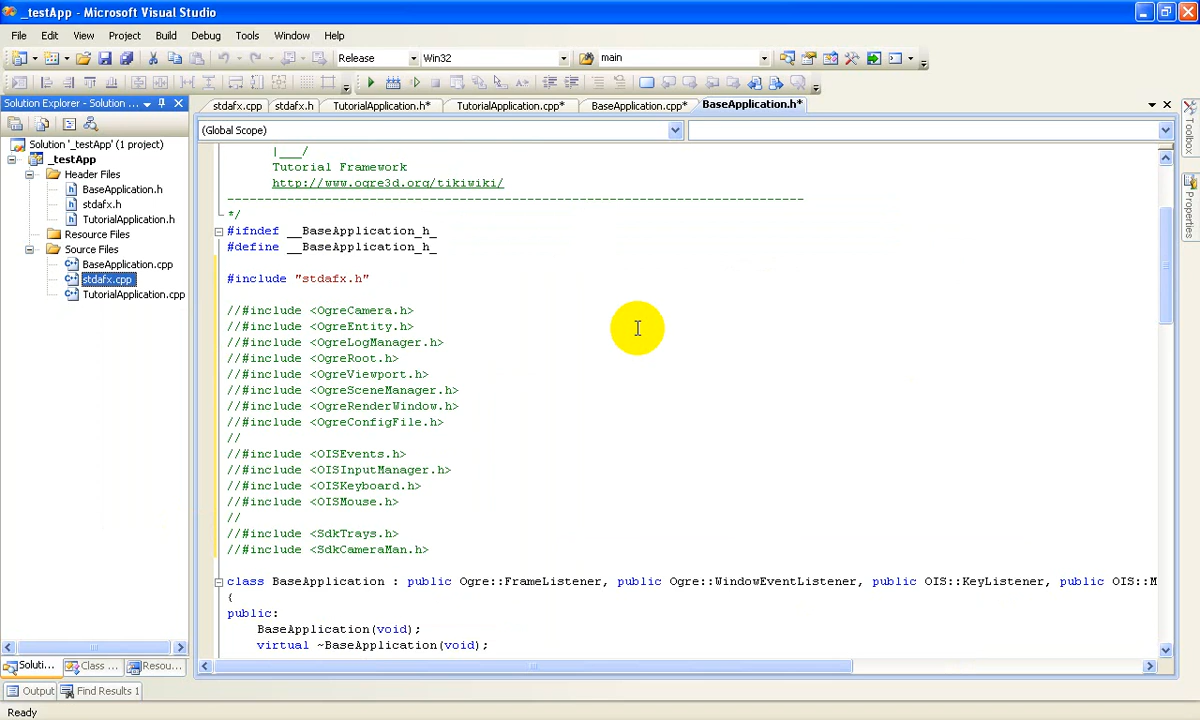 _testApp - Microsoft Visual Studio
File Edit View Project Build Debug Tools Window Help
Release Win32 main
Solution Explorer - Solution ...
stdafx.cpp stdafx.h TutorialApplication.h* TutorialApplication.cpp* BaseApplication.cpp* BaseApplication.h*
(Global Scope)
Solution '_testApp' (1 project)
_testApp
Header Files
BaseApplication.h
stdafx.h
TutorialApplication.h
Resource Files
Source Files
BaseApplication.cpp
stdafx.cpp
TutorialApplication.cpp
|___/
Tutorial Framework
http://www.ogre3d.org/tikiwiki/
-----------------------------------------------------------------------------
*/
#ifndef __BaseApplication_h_
#define __BaseApplication_h_
#include "stdafx.h"
//#include <OgreCamera.h>
//#include <OgreEntity.h>
//#include <OgreLogManager.h>
//#include <OgreRoot.h>
//#include <OgreViewport.h>
//#include <OgreSceneManager.h>
//#include <OgreRenderWindow.h>
//#include <OgreConfigFile.h>
//
//#include <OISEvents.h>
//#include <OISInputManager.h>
//#include <OISKeyboard.h>
//#include <OISMouse.h>
//
//#include <SdkTrays.h>
//#include <SdkCameraMan.h>
class BaseApplication : public Ogre::FrameListener, public Ogre::WindowEventListener, public OIS::KeyListener, public OIS::M
{
public:
BaseApplication(void);
virtual ~BaseApplication(void);
Toolbox
Properties
Soluti... Class ... Resou...
Output Find Results 1
Ready